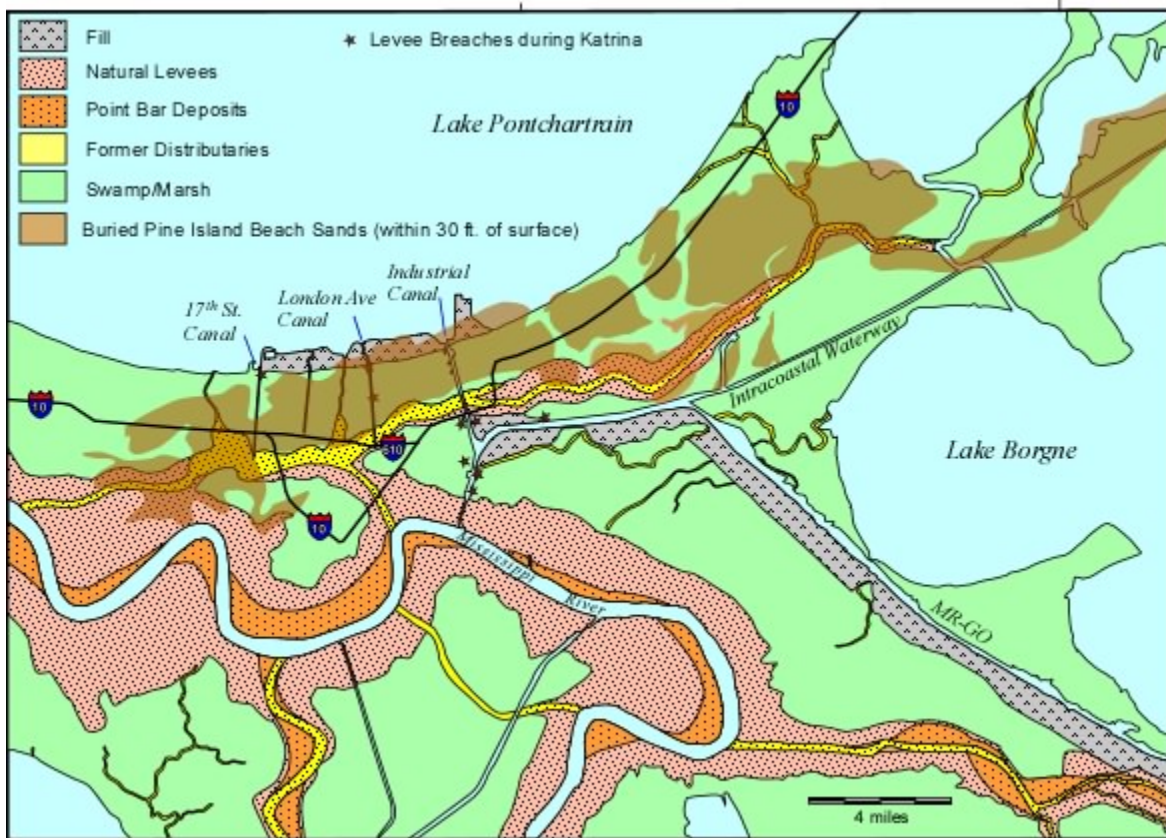 Fill
★ Levee Breaches during Katrina
Natural Levees
Point Bar Deposits
Former Distributaries
Swamp/Marsh
Buried Pine Island Beach Sands (within 30 ft. of surface)
Lake Pontchartrain
10
Industrial
Canal
London Ave
Canal
17th St.
Canal
Intracoastal Waterway
10
610
Lake Borgne
10
Mississippi
River
MR-GO
4 miles